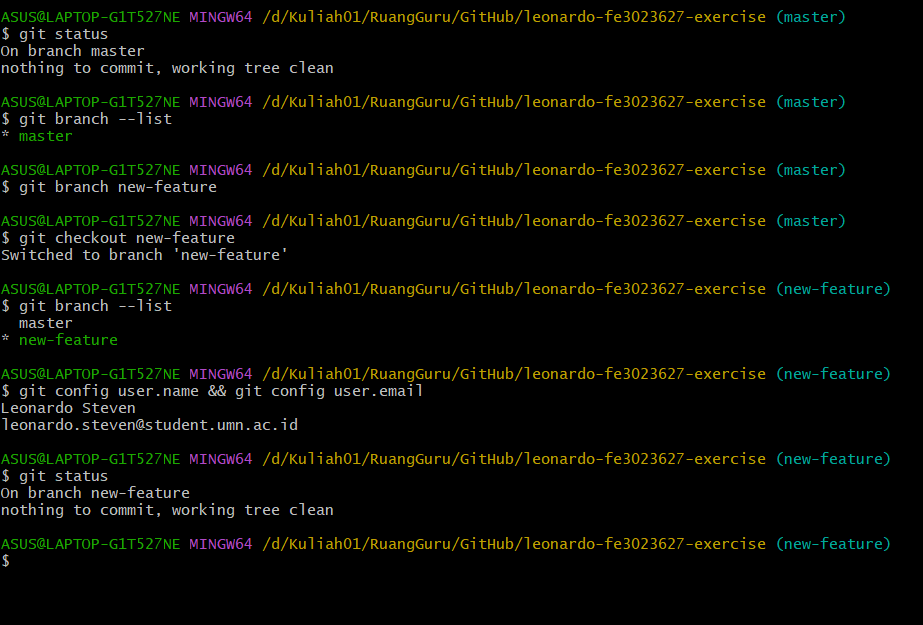 ASUS@LAPTOP-G1T527NE MINGW64 /d/Kuliah01/RuangGuru/GitHub/leonardo-fe3023627-exercise (master)
$ git status
On branch master
nothing to commit, working tree clean

ASUS@LAPTOP-G1T527NE MINGW64 /d/Kuliah01/RuangGuru/GitHub/leonardo-fe3023627-exercise (master)
$ git branch --list
* master

ASUS@LAPTOP-G1T527NE MINGW64 /d/Kuliah01/RuangGuru/GitHub/leonardo-fe3023627-exercise (master)
$ git branch new-feature

ASUS@LAPTOP-G1T527NE MINGW64 /d/Kuliah01/RuangGuru/GitHub/leonardo-fe3023627-exercise (master)
$ git checkout new-feature
Switched to branch 'new-feature'

ASUS@LAPTOP-G1T527NE MINGW64 /d/Kuliah01/RuangGuru/GitHub/leonardo-fe3023627-exercise (new-feature)
$ git branch --list
  master
* new-feature

ASUS@LAPTOP-G1T527NE MINGW64 /d/Kuliah01/RuangGuru/GitHub/leonardo-fe3023627-exercise (new-feature)
$ git config user.name && git config user.email
Leonardo Steven
leonardo.steven@student.umn.ac.id

ASUS@LAPTOP-G1T527NE MINGW64 /d/Kuliah01/RuangGuru/GitHub/leonardo-fe3023627-exercise (new-feature)
$ git status
On branch new-feature
nothing to commit, working tree clean

ASUS@LAPTOP-G1T527NE MINGW64 /d/Kuliah01/RuangGuru/GitHub/leonardo-fe3023627-exercise (new-feature)
$